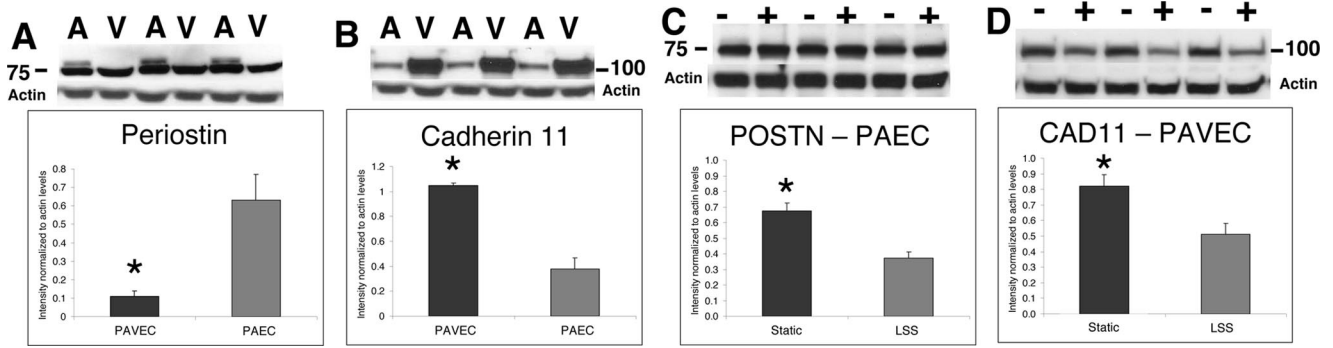 A
A V A V A V
75
Actin
Periostin
Intensity normalized to actin levels
0.8
0.7
0.6
0.5
0.4
0.3
0.2
0.1
0
*
PAVEC PAEC
B
A V A V A V
100
Actin
Cadherin 11
Intensity normalized to actin levels
1.2
1
0.8
0.6
0.4
0.2
0
*
PAVEC PAEC
C
- + - + - +
75
Actin
POSTN – PAEC
Intensity normalized to actin levels
1.0
0.9
0.8
0.7
0.6
0.5
0.4
0.3
0.2
0.1
0.0
*
Static LSS
D
- + - + - +
100
Actin
CAD11 – PAVEC
Intensity normalized to actin levels
1.0
0.9
0.8
0.7
0.6
0.5
0.4
0.3
0.2
0.1
0.0
*
Static LSS